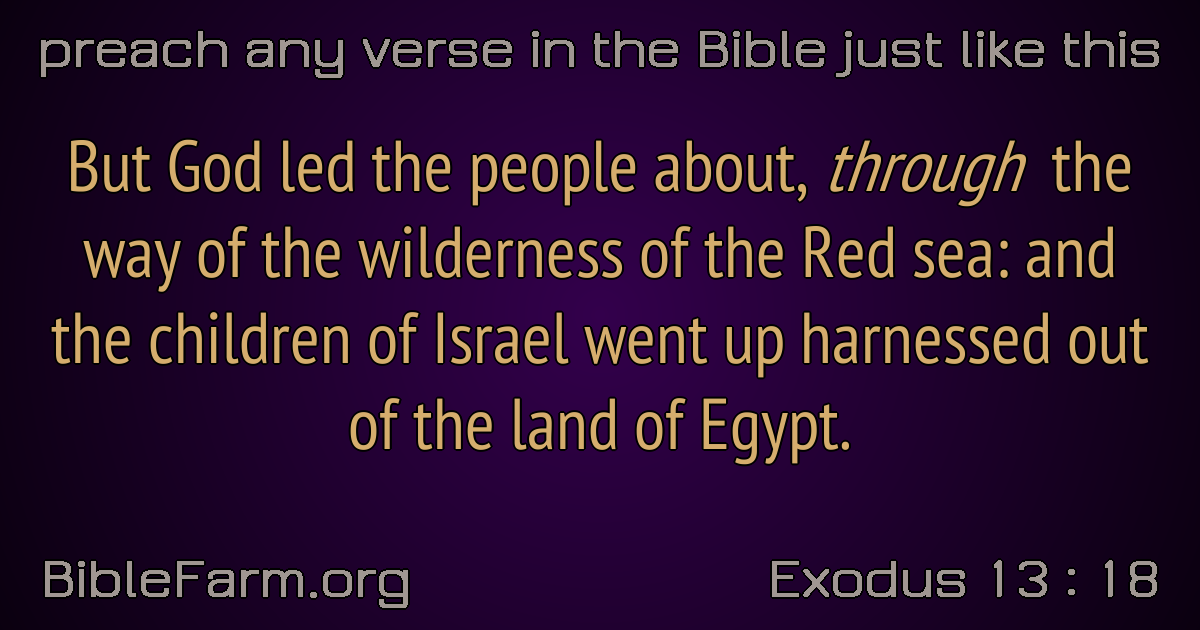 preach any verse in the Bible just like this
But God led the people about, through the
way of the wilderness of the Red sea: and
the children of Israel went up harnessed out
of the land of Egypt.
BibleFarm.org
Exodus 13 : 18